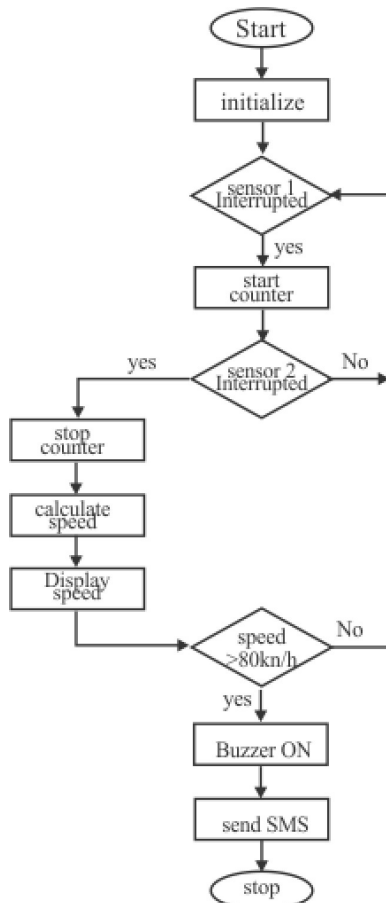 Start
initialize
sensor 1
Interrupted
yes
start
counter
yes
sensor 2
Interrupted
No
stop
counter
calculate
speed
Display
speed
speed
>80kn/h
No
yes
Buzzer ON
send SMS
stop